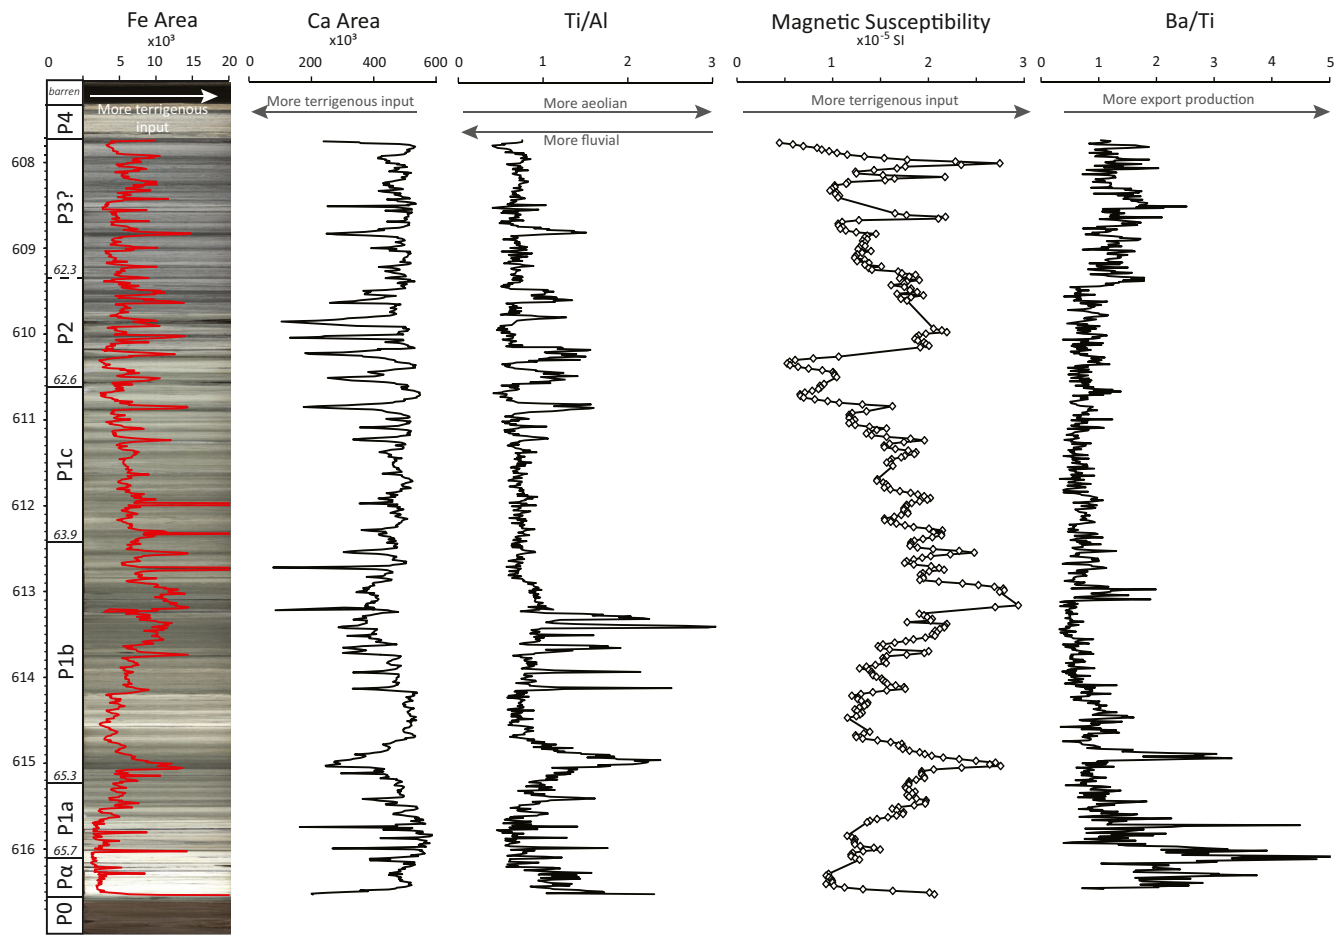 Fe Area
x10³
0 5 10 15 20
Ca Area
x10³
0 200 400 600
Ti/Al
0 1 2 3
Magnetic Susceptibility
x10⁻⁵ SI
0 2 3
Ba/Ti
0 1 2 3 4 5
barren
More terrigenous
input
More terrigenous input
More aeolian
More fluvial
More terrigenous input
More export production
P4
608
P3?
609
62.3
P2
610
62.6
611
P1c
612
63.9
613
P1b
614
615
65.3
P1a
616
65.7
Pα
P0